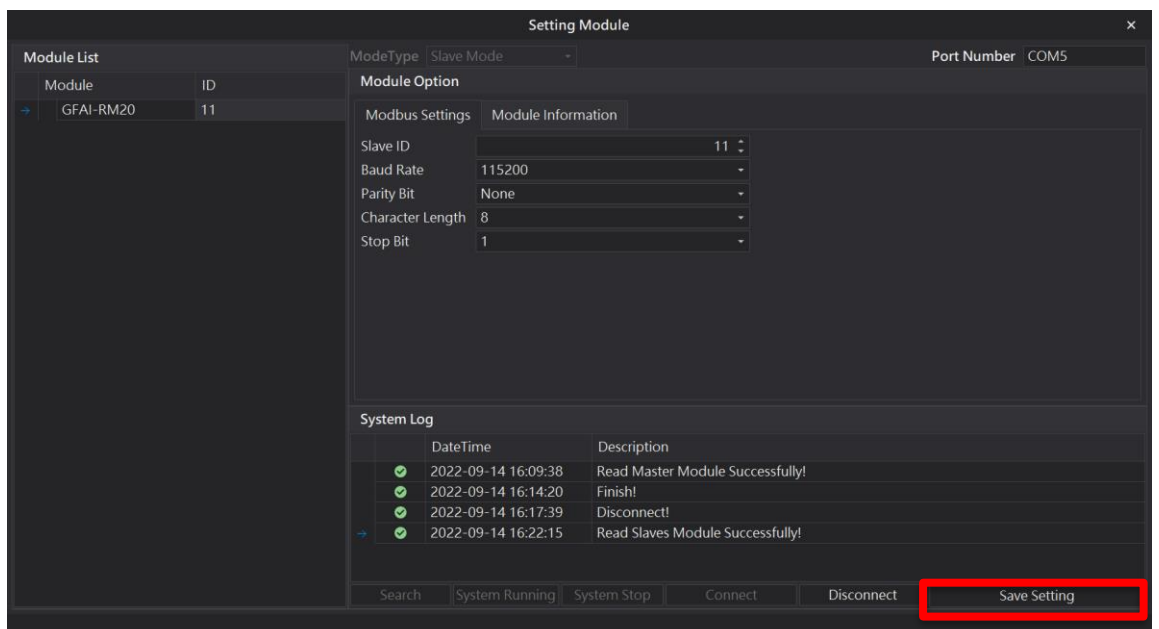 Setting Module ×
Module List
Module ID
GFAI-RM20 11
ModeType Slave Mode
Port Number COM5
Module Option
Modbus Settings Module Information
Slave ID 11
Baud Rate 115200
Parity Bit None
Character Length 8
Stop Bit 1
System Log
DateTime Description
2022-09-14 16:09:38 Read Master Module Successfully!
2022-09-14 16:14:20 Finish!
2022-09-14 16:17:39 Disconnect!
2022-09-14 16:22:15 Read Slaves Module Successfully!
Search System Running System Stop Connect Disconnect Save Setting